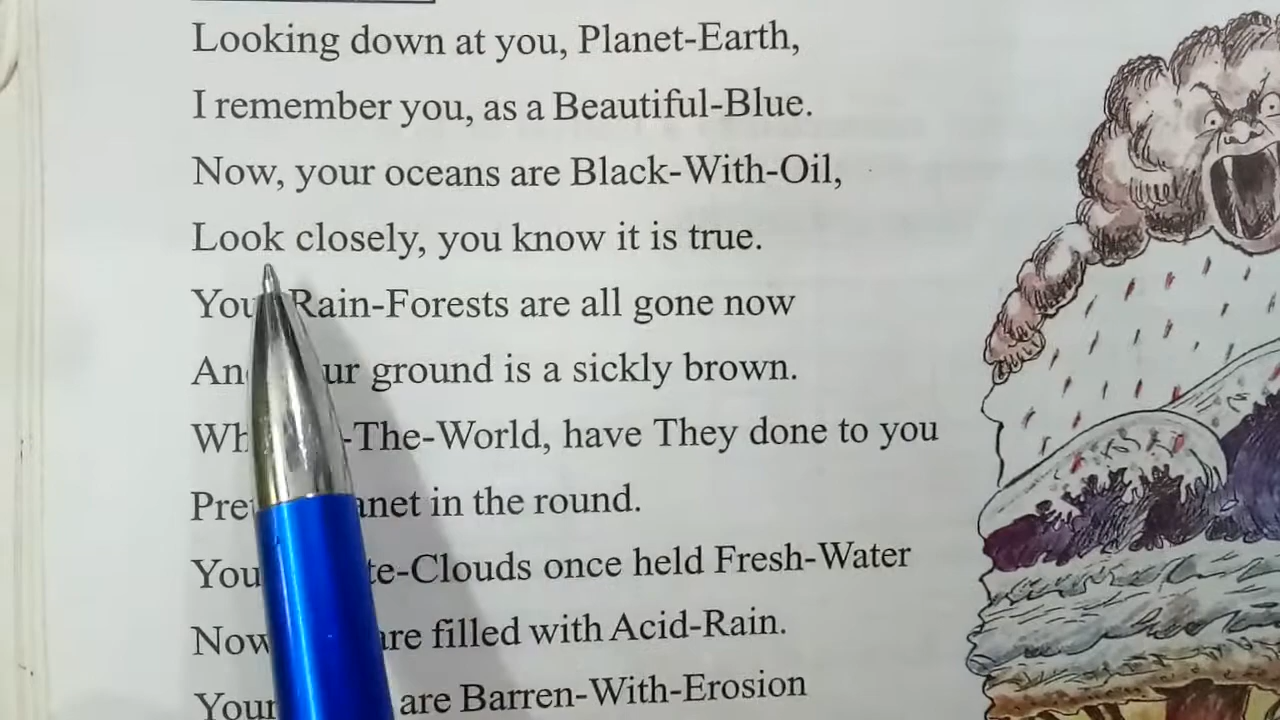 Looking down at you, Planet-Earth,
I remember you, as a Beautiful-Blue.
Now, your oceans are Black-With-Oil,
Look closely, you know it is true.
Rain-Forests are all gone now
ground is a sickly brown.
-The-World, have They done to you
in the round.
-Clouds once held Fresh-Water
Now are filled with Acid-Rain.
Your are Barren-With-Erosion